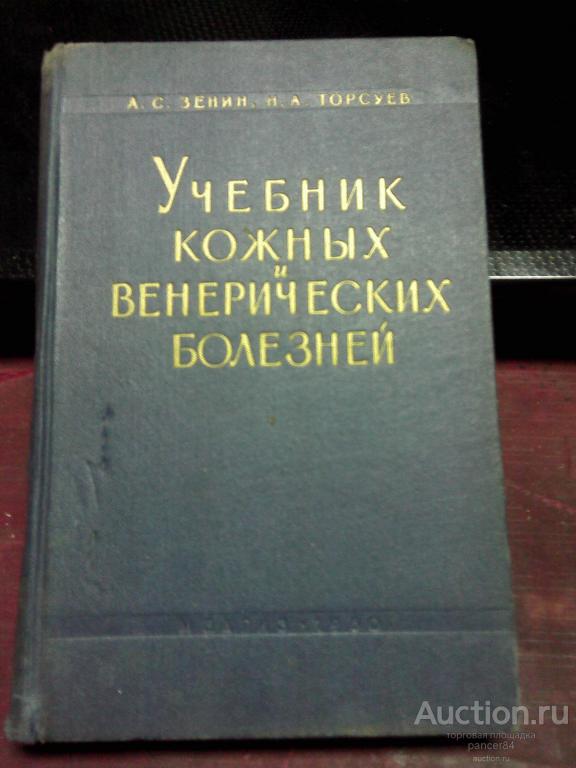 А. С. ЗЕНИН, Н. А. ТОРСУЕВ
УЧЕБНИК
КОЖНЫХ
И
ВЕНЕРИЧЕСКИХ
БОЛЕЗНЕЙ
Auction.ru
торговая площадка
pancer84
auction.ru